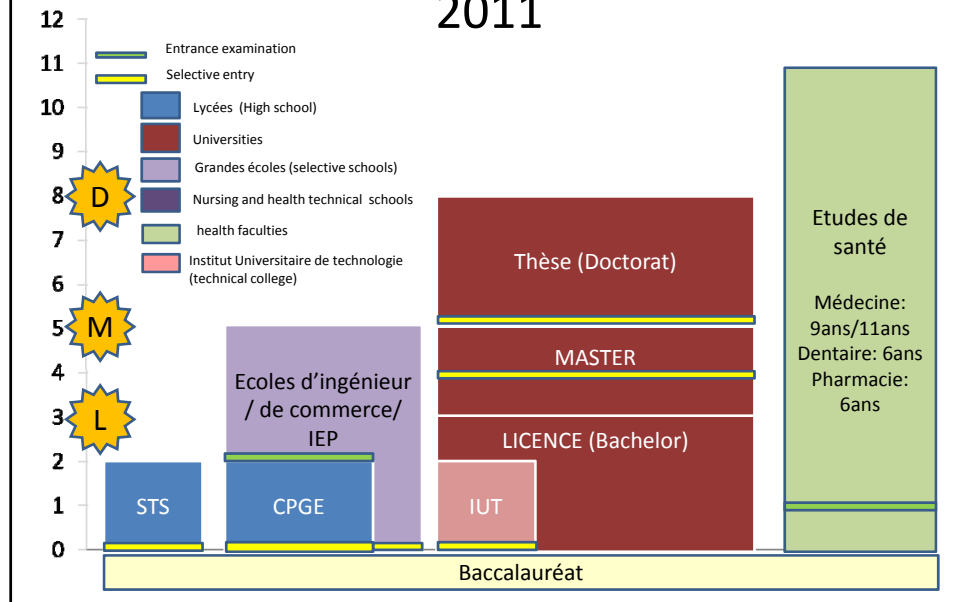 2011
12
11
10
9
8
7
6
5
4
3
2
1
0
Entrance examination
Selective entry
Lycées (High school)
Universities
Grandes écoles (selective schools)
Nursing and health technical schools
health faculties
Institut Universitaire de technologie
(technical college)
D
M
L
STS
Ecoles d'ingénieur
/ de commerce/
IEP
CPGE
Thèse (Doctorat)
MASTER
LICENCE (Bachelor)
IUT
Etudes de
santé
Médecine:
9ans/11ans
Dentaire: 6ans
Pharmacie:
6ans
Baccalauréat